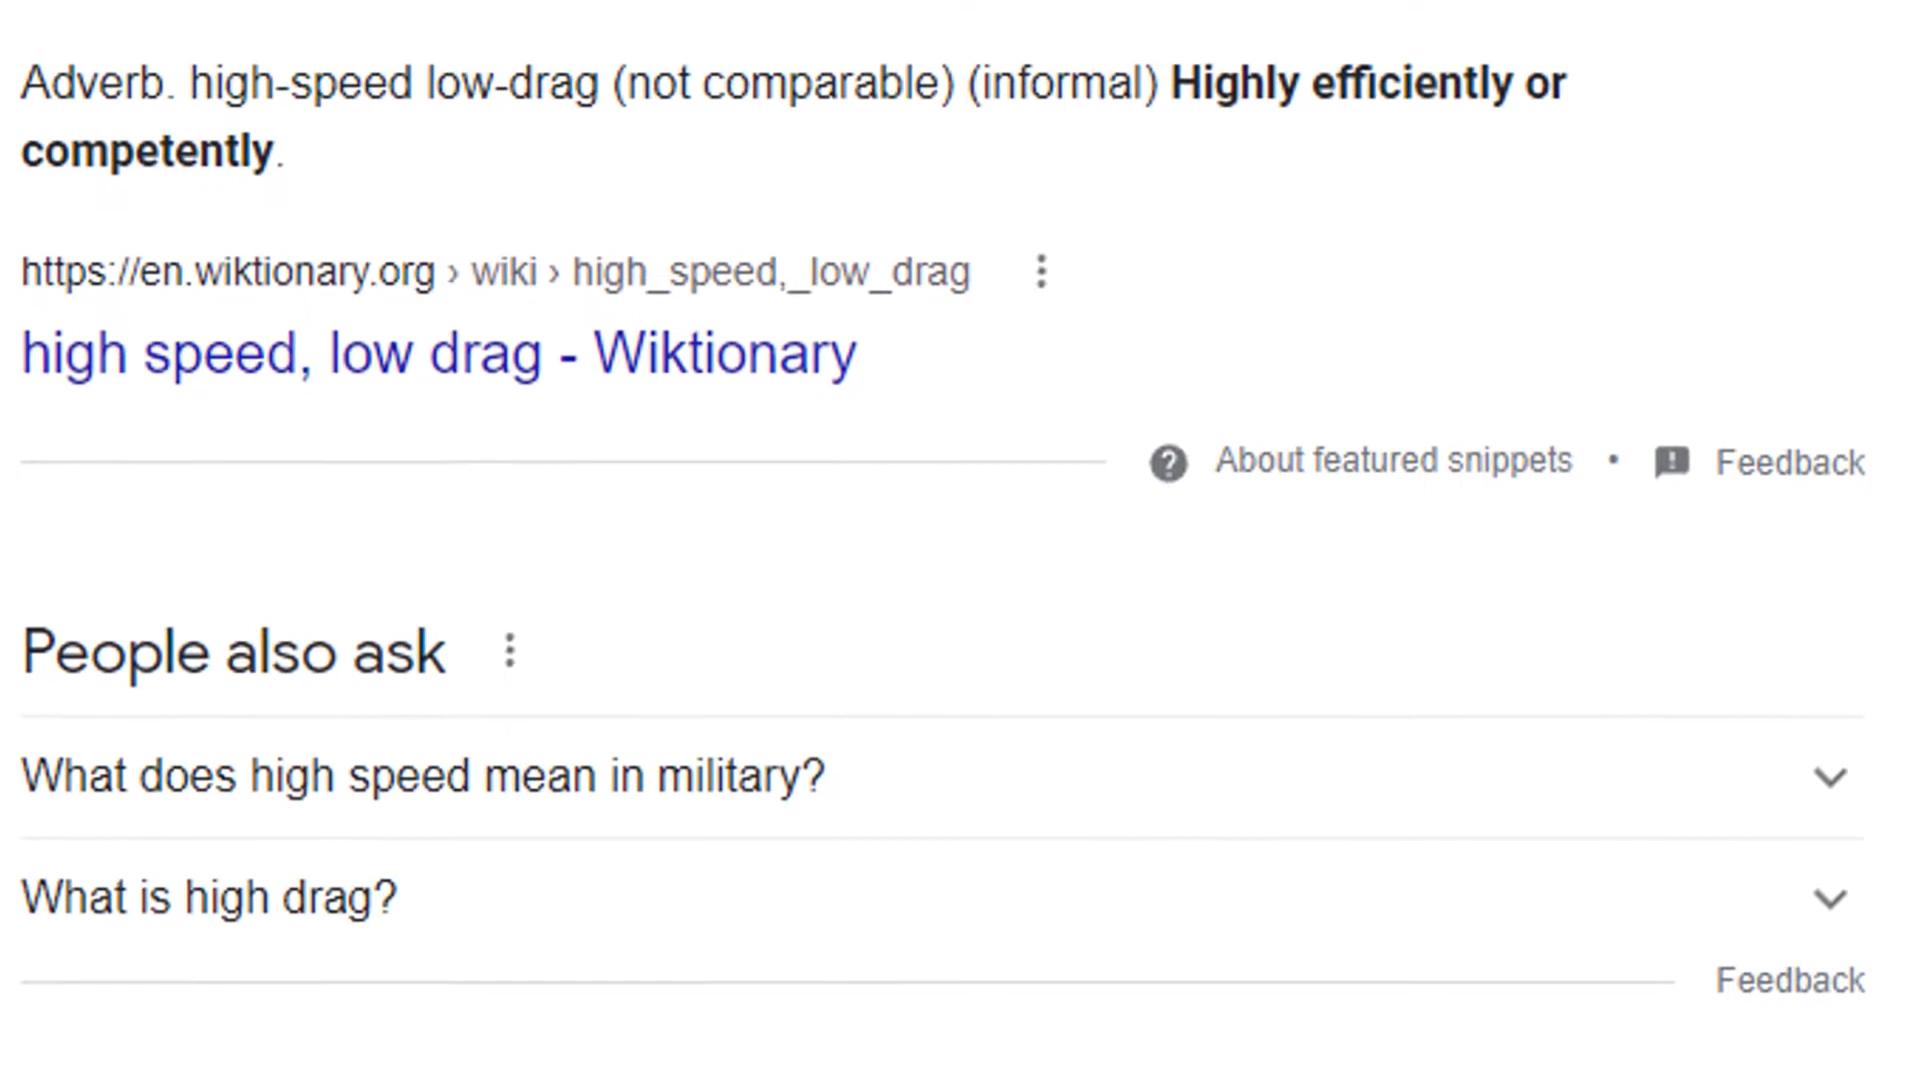 Adverb. high-speed low-drag (not comparable) (informal) Highly efficiently or
competently.
https://en.wiktionary.org › wiki › high_speed,_low_drag
high speed, low drag - Wiktionary
About featured snippets • Feedback
People also ask
What does high speed mean in military?
What is high drag?
Feedback